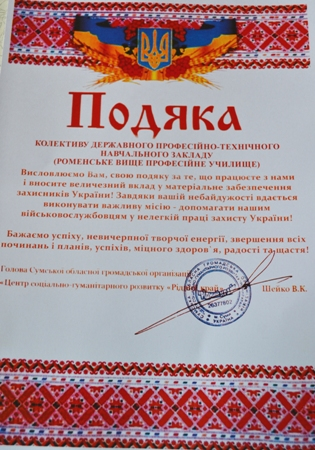 Подяка
КОЛЕКТИВУ ДЕРЖАВНОГО ПРОФЕСІЙНО-ТЕХНІЧНОГО
НАВЧАЛЬНОГО ЗАКЛАДУ
(РОМЕНСЬКЕ ВИЩЕ ПРОФЕСІЙНЕ УЧИЛИЩЕ)
Висловлюємо Вам, свою подяку за те, що працюєте з нами
і вносите величезний вклад у матеріальне забезпечення
захисників України! Завдяки вашій небайдужості вдається
виконувати важливу місію - допомагати нашим
військовослужбовцям у нелегкій праці захисту України!
Бажаємо успіху, невичерпної творчої енергії, звершення всіх
починань і планів, успіхів, міцного здоров'я, радості та щастя!
Голова Сумської обласної громадської організації
«Центр соціально-гуманітарного розвитку «Рідний край» Шейко В.К.